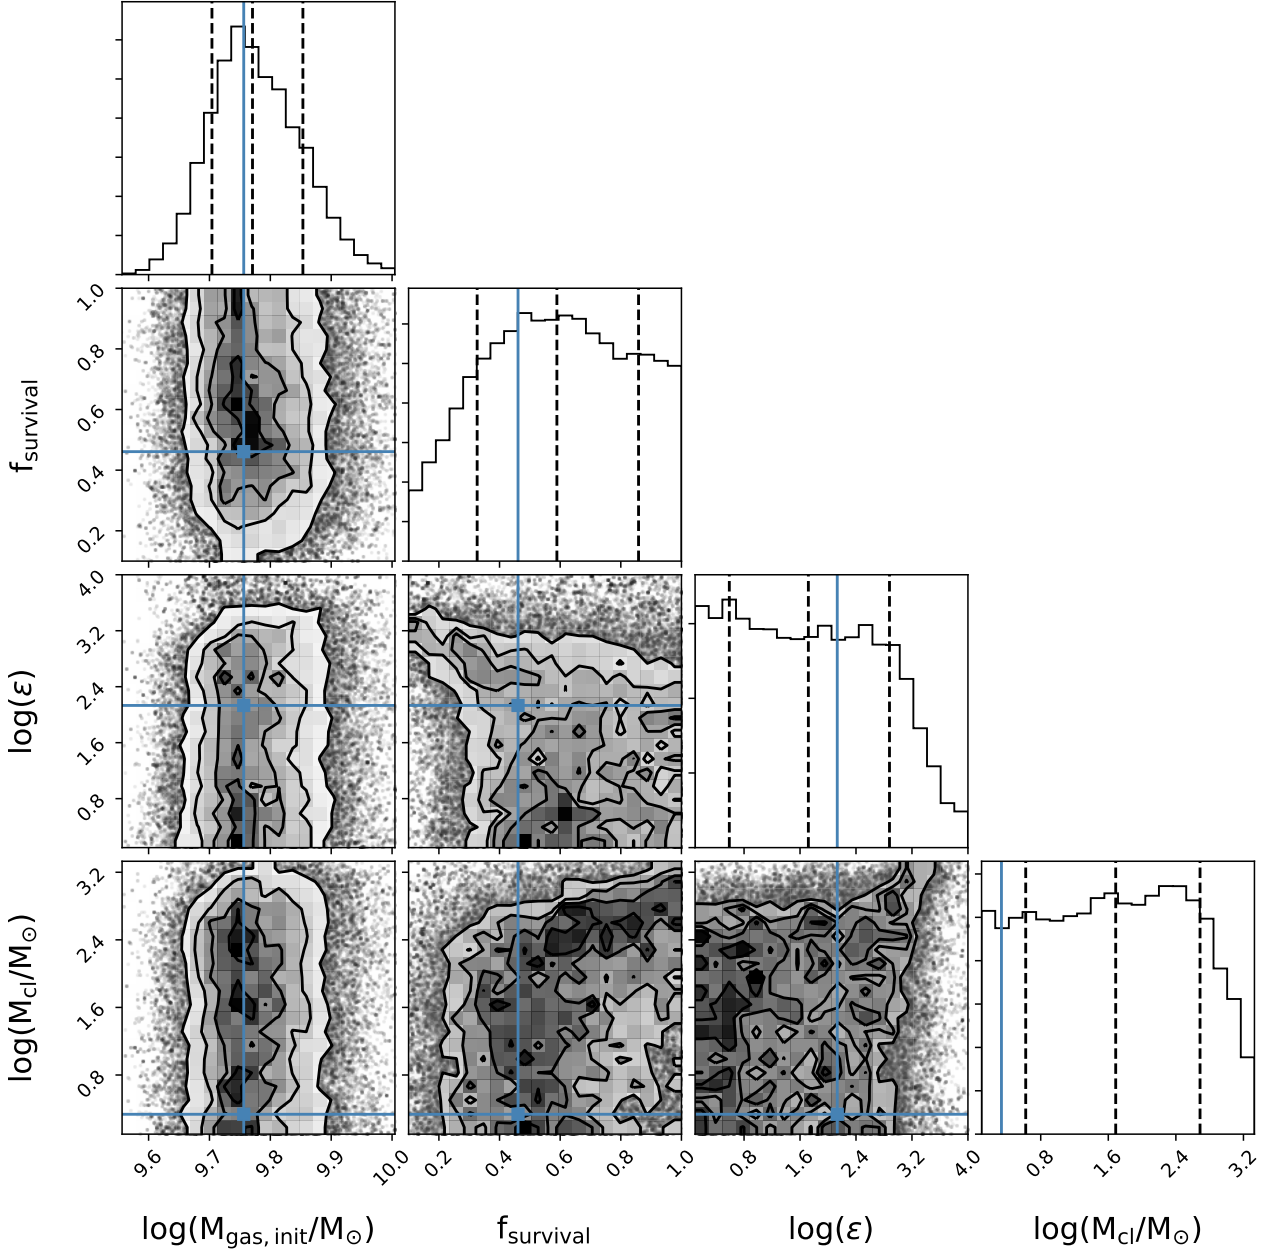 1.0
0.8
0.6
0.4
0.2
f_survival
4.0
3.2
2.4
1.6
0.8
log(ε)
3.2
2.4
1.6
0.8
log(M_cl/M_⊙)
9.6 9.7 9.8 9.9 10.0 0.2 0.4 0.6 0.8 1.0 0.8 1.6 2.4 3.2 4.0 0.8 1.6 2.4 3.2
log(M_gas, init/M_⊙) f_survival log(ε) log(M_cl/M_⊙)